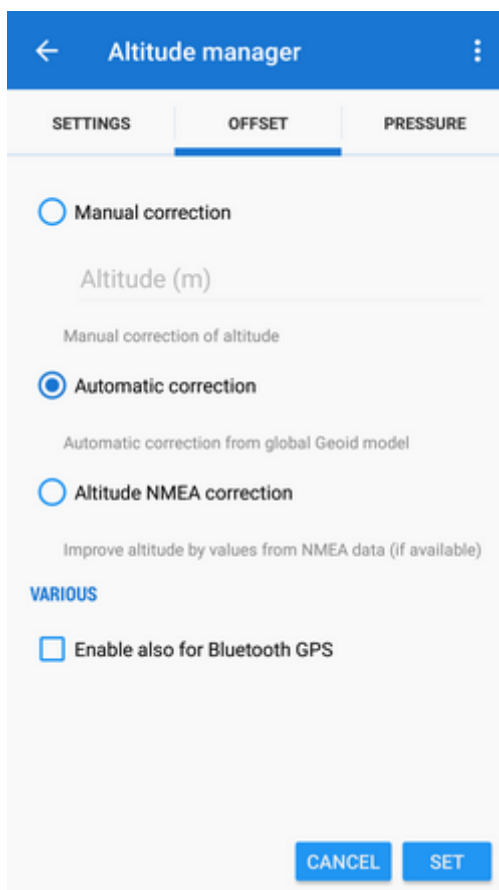 Altitude manager
SETTINGS OFFSET PRESSURE
Manual correction
Altitude (m)
Manual correction of altitude
Automatic correction
Automatic correction from global Geoid model
Altitude NMEA correction
Improve altitude by values from NMEA data (if available)
VARIOUS
Enable also for Bluetooth GPS
CANCEL SET